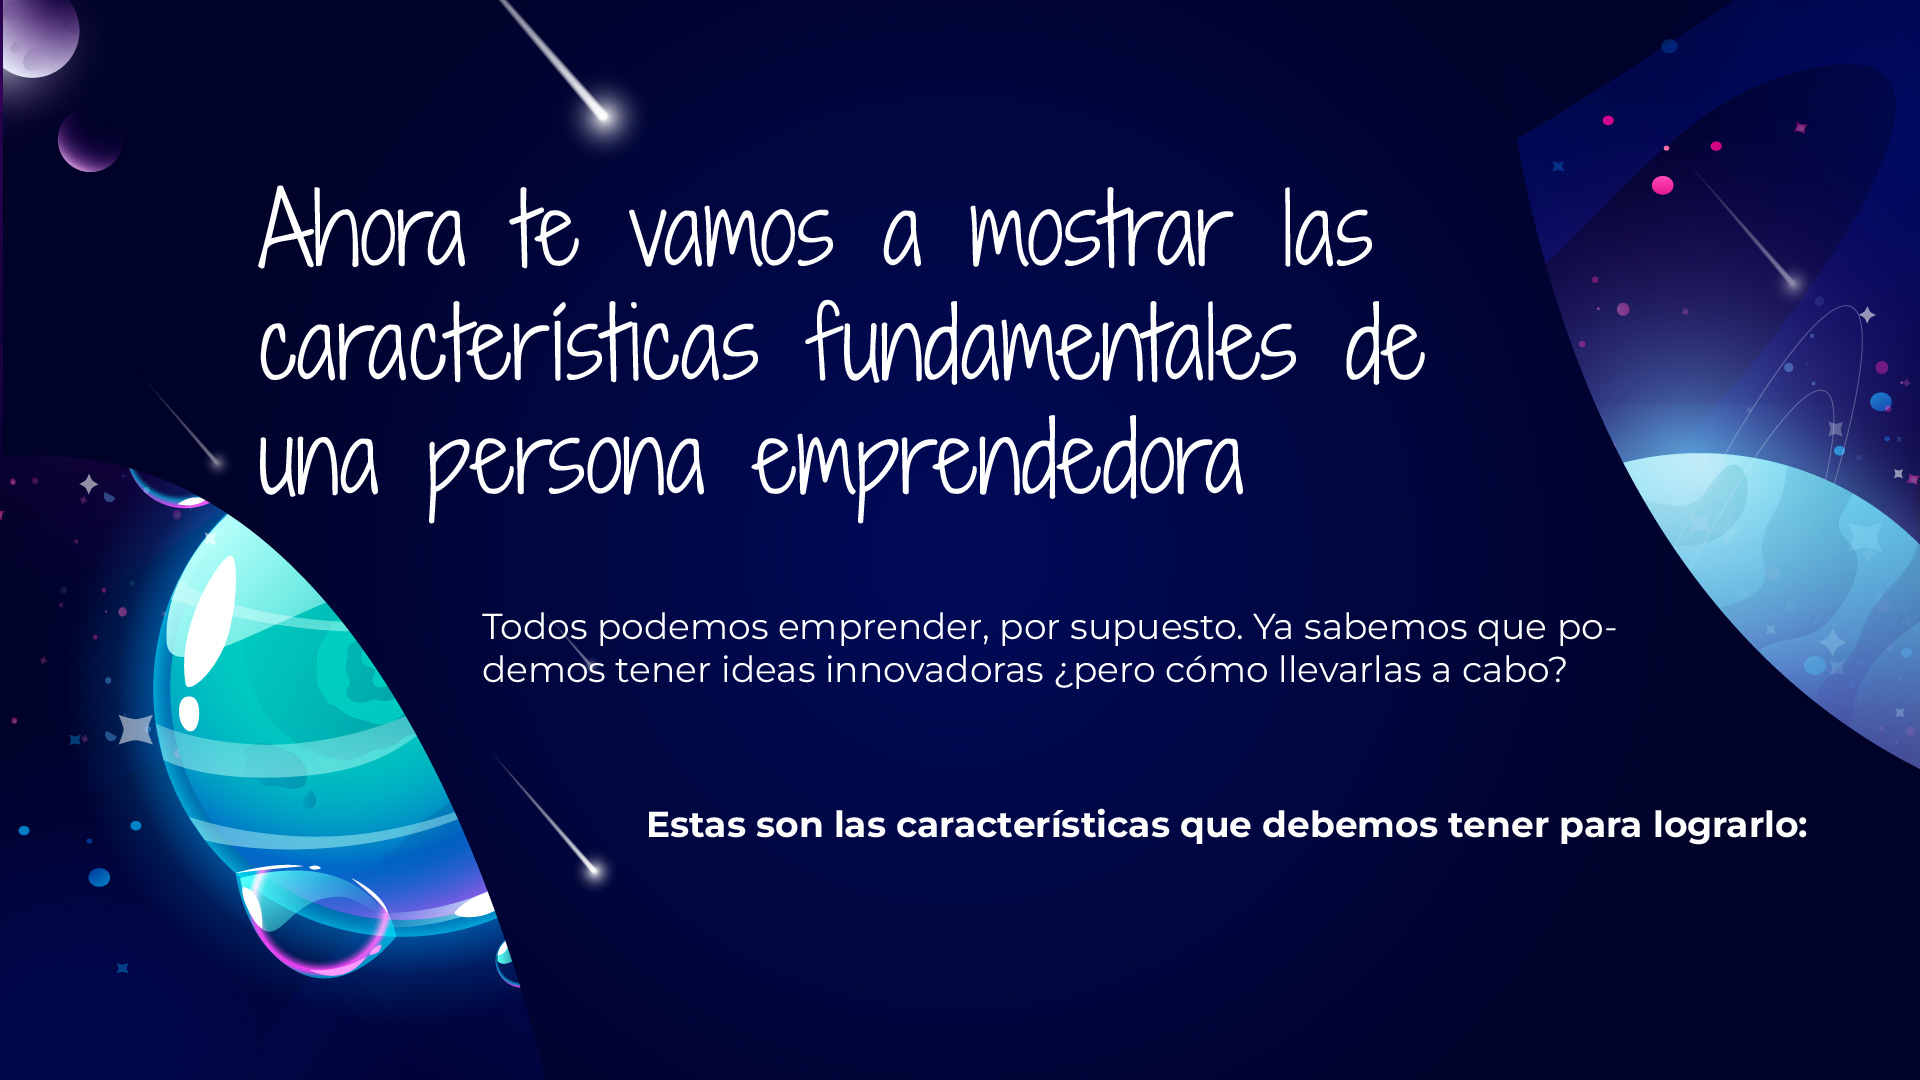 Ahora te vamos a mostrar las
características fundamentales de
una persona emprendedora
Todos podemos emprender, por supuesto. Ya sabemos que po-
demos tener ideas innovadoras ¿pero cómo llevarlas a cabo?
Estas son las características que debemos tener para lograrlo: